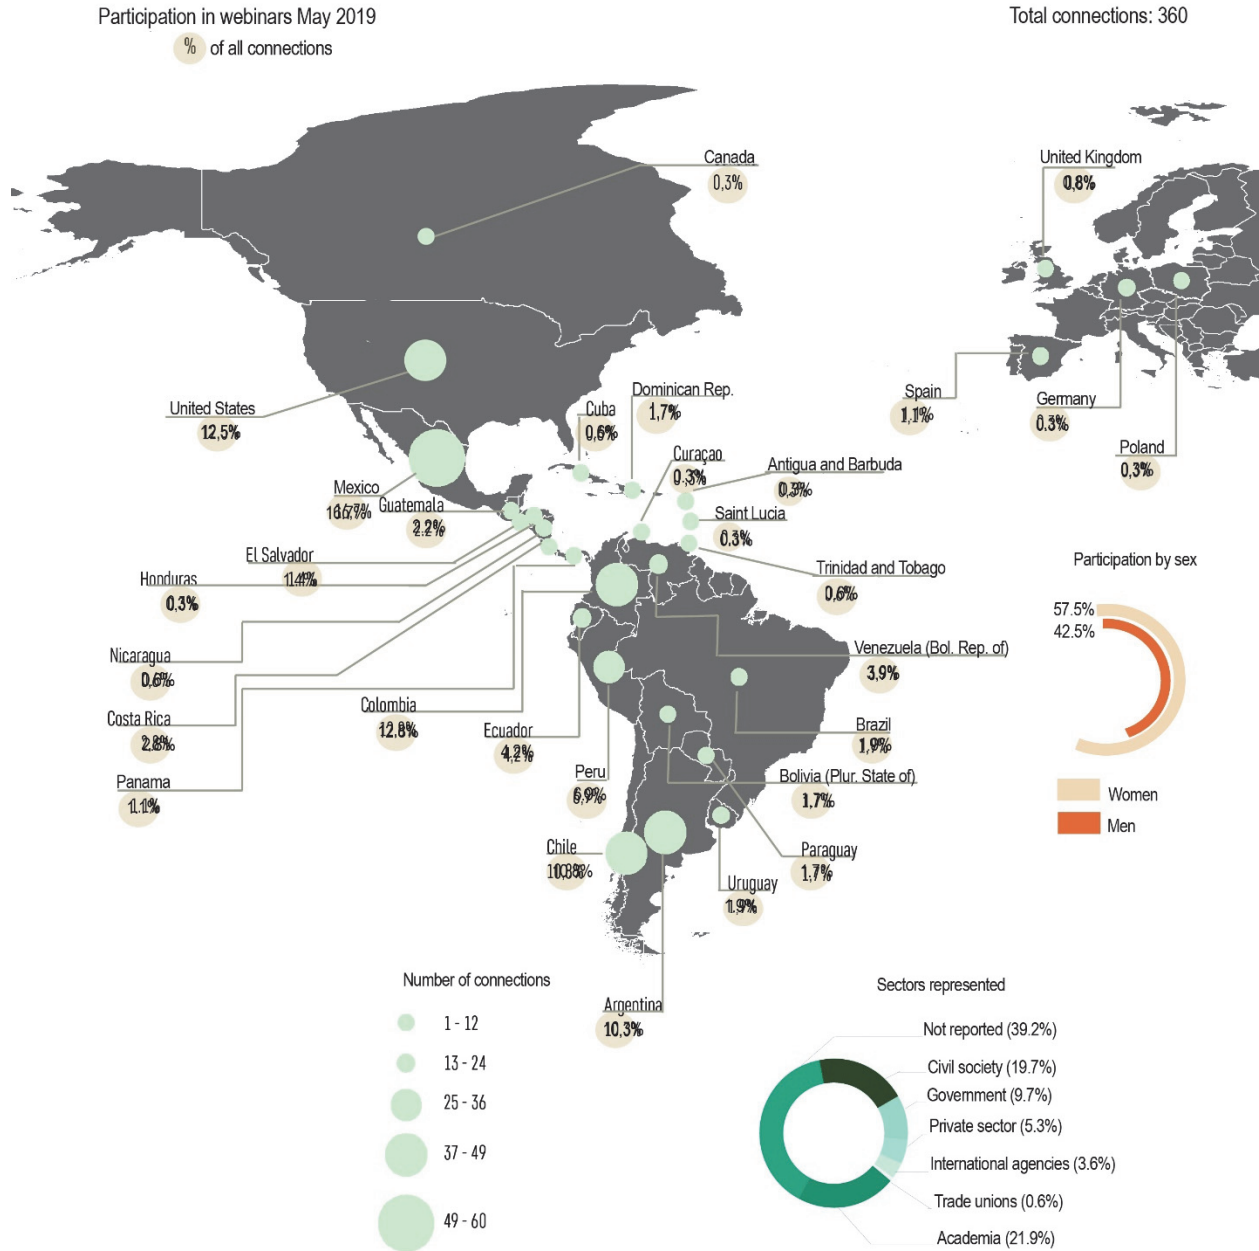 Participation in webinars May 2019
% of all connections
Total connections: 360
Canada
0,3%
United Kingdom
0,8%
United States
12,5%
Cuba
0,6%
Dominican Rep.
1,7%
Spain
1,1%
Germany
0,3%
Poland
0,3%
Mexico
Guatemala
2.2%
Curaçao
0,3%
Antigua and Barbuda
0,3%
Saint Lucia
0,3%
Trinidad and Tobago
0,6%
El Salvador
1.4%
Honduras
0,3%
Nicaragua
0,6%
Costa Rica
2,8%
Panama
1.1%
Colombia
12,8%
Ecuador
4,2%
Peru
6,9%
Chile
10,8%
Argentina
10,3%
Venezuela (Bol. Rep. of)
3,9%
Brazil
1,9%
Bolivia (Plur. State of)
1,7%
Paraguay
1.7%
Uruguay
1,9%
Participation by sex
57.5%
42.5%
Women
Men
Number of connections
1 - 12
13 - 24
25 - 36
37 - 49
49 - 60
Sectors represented
Not reported (39.2%)
Civil society (19.7%)
Government (9.7%)
Private sector (5.3%)
International agencies (3.6%)
Trade unions (0.6%)
Academia (21.9%)